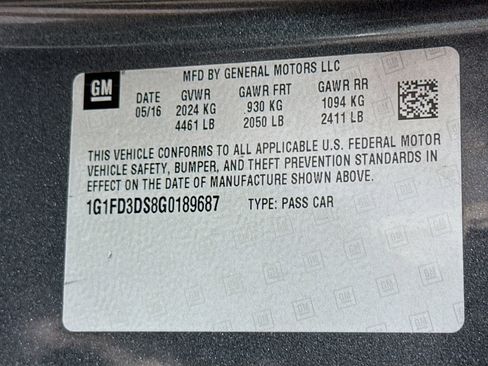 GM
MFD BY GENERAL MOTORS LLC
DATE GVWR GAWR FRT GAWR RR
05/16 2024 KG 930 KG 1094 KG
4461 LB 2050 LB 2411 LB
THIS VEHICLE CONFORMS TO ALL APPLICABLE U.S. FEDERAL MOTOR
VEHICLE SAFETY, BUMPER, AND THEFT PREVENTION STANDARDS IN
EFFECT ON THE DATE OF MANUFACTURE SHOWN ABOVE.
1G1FD3DS8G0189687 TYPE: PASS CAR